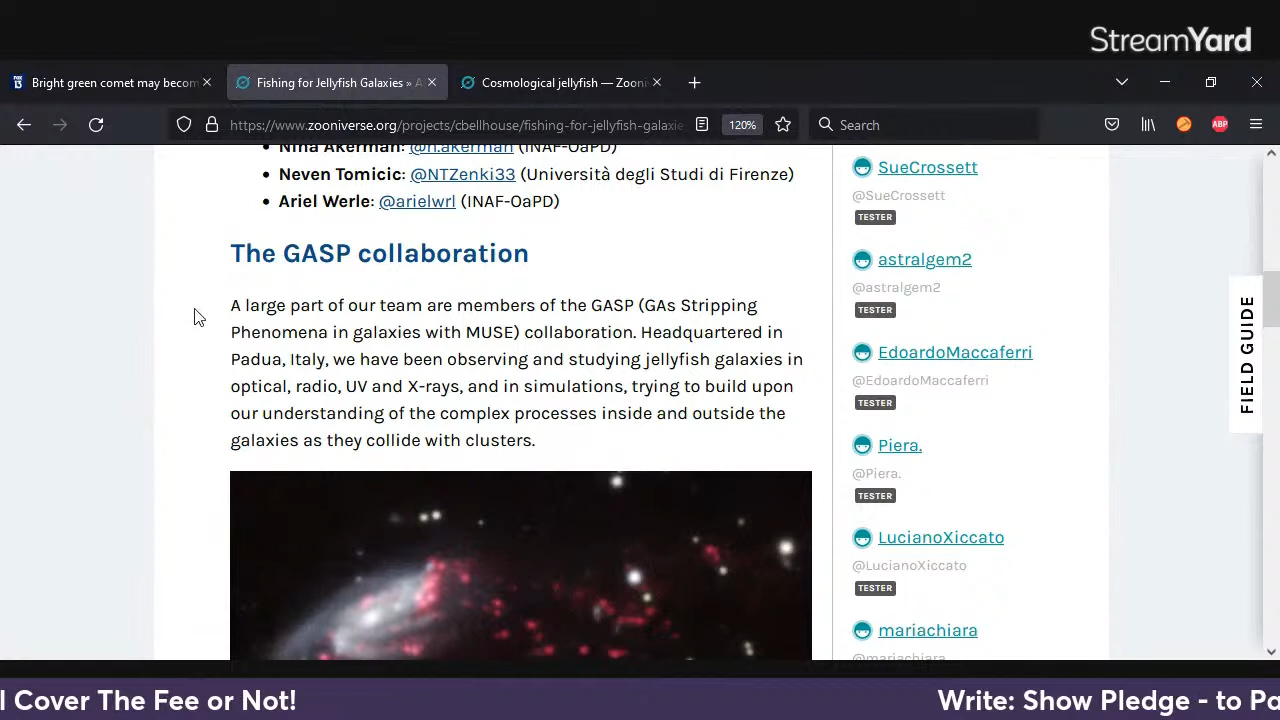 StreamYard
Bright green comet may becom
Fishing for Jellyfish Galaxies » A
Cosmological jellyfish — Zooni
https://www.zooniverse.org/projects/cbellhouse/fishing-for-jellyfish-galaxie
120%
Search
ABP
Nina Akerman: @n.akerman (INAF-OaPD)
Neven Tomicic: @NTZenki33 (Università degli Studi di Firenze)
Ariel Werle: @arielwrl (INAF-OaPD)
The GASP collaboration
A large part of our team are members of the GASP (GAs Stripping
Phenomena in galaxies with MUSE) collaboration. Headquartered in
Padua, Italy, we have been observing and studying jellyfish galaxies in
optical, radio, UV and X-rays, and in simulations, trying to build upon
our understanding of the complex processes inside and outside the
galaxies as they collide with clusters.
SueCrossett
@SueCrossett
TESTER
astralgem2
@astralgem2
TESTER
EdoardoMaccaferri
@EdoardoMaccaferri
TESTER
Piera.
@Piera.
TESTER
LucianoXiccato
@LucianoXiccato
TESTER
mariachiara
@mariachiara
FIELD GUIDE
l Cover The Fee or Not!
Write: Show Pledge - to Po